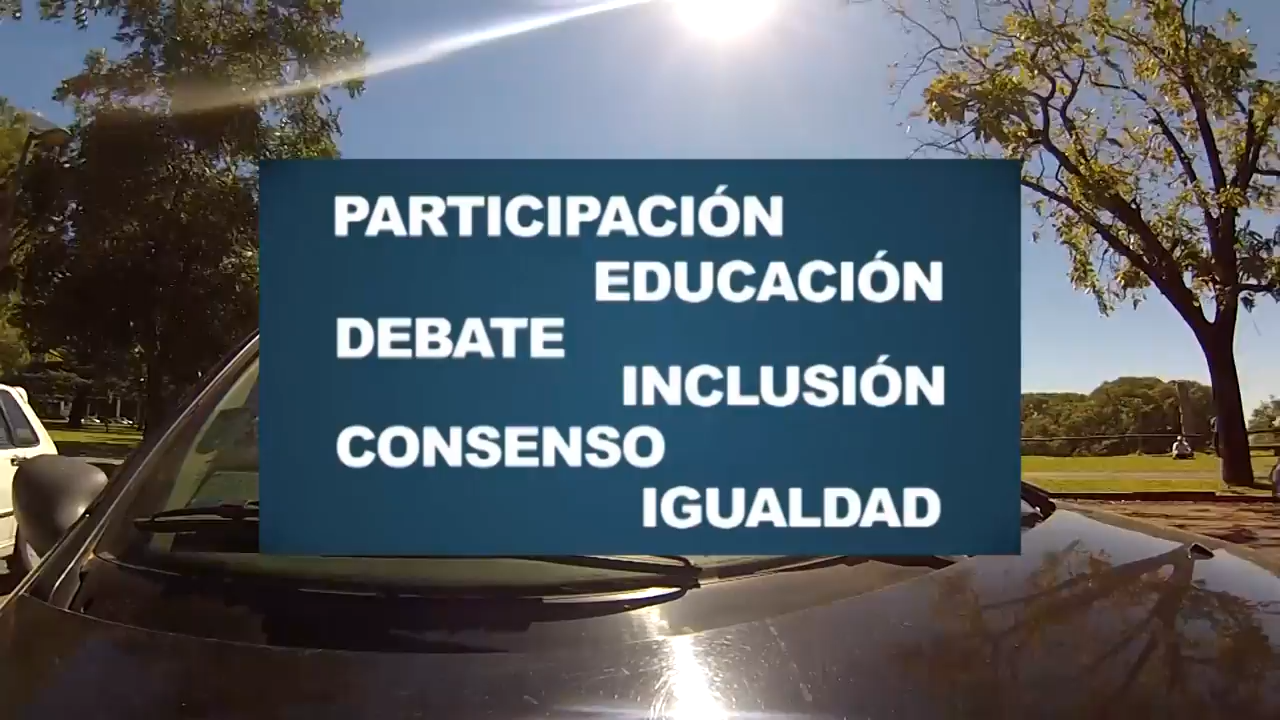 PARTICIPACIÓN
EDUCACIÓN
DEBATE
INCLUSIÓN
CONSENSO
IGUALDAD